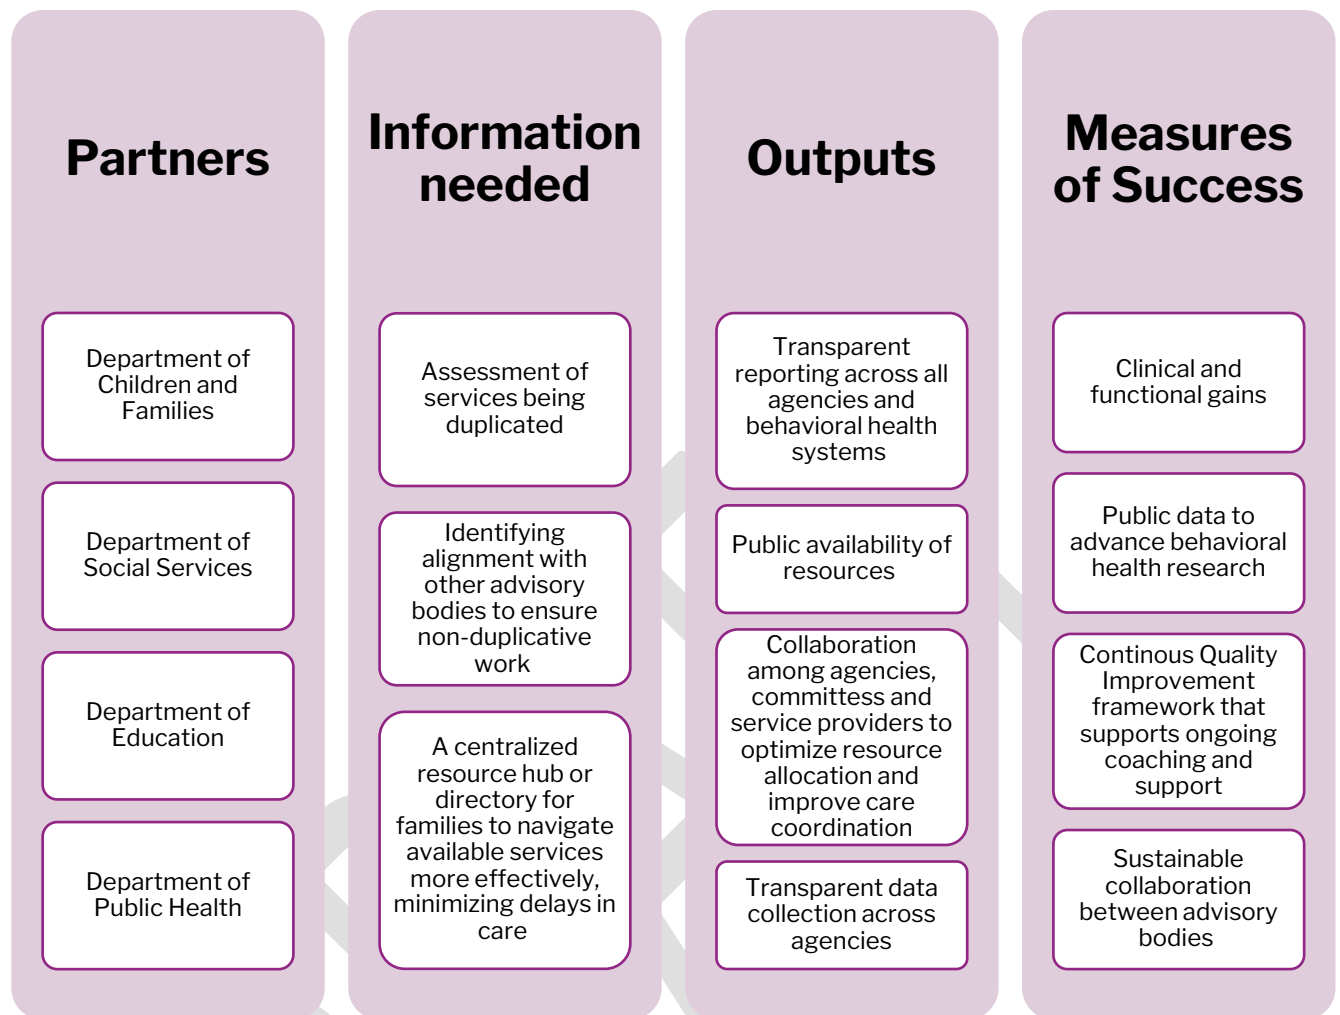 Partners
Department of
Children and
Families
Department of
Social Services
Department of
Education
Department of
Public Health
Information
needed
Assessment of
services being
duplicated
Identifying
alignment with
other advisory
bodies to ensure
non-duplicative
work
A centralized
resource hub or
directory for
families to navigate
available services
more effectively,
minimizing delays in
care
Outputs
Transparent
reporting across all
agencies and
behavioral health
systems
Public availability of
resources
Collaboration
among agencies,
committess and
service providers to
optimize resource
allocation and
improve care
coordination
Transparent data
collection across
agencies
Measures
of Success
Clinical and
functional gains
Public data to
advance behavioral
health research
Continous Quality
Improvement
framework that
supports ongoing
coaching and
support
Sustainable
collaboration
between advisory
bodies